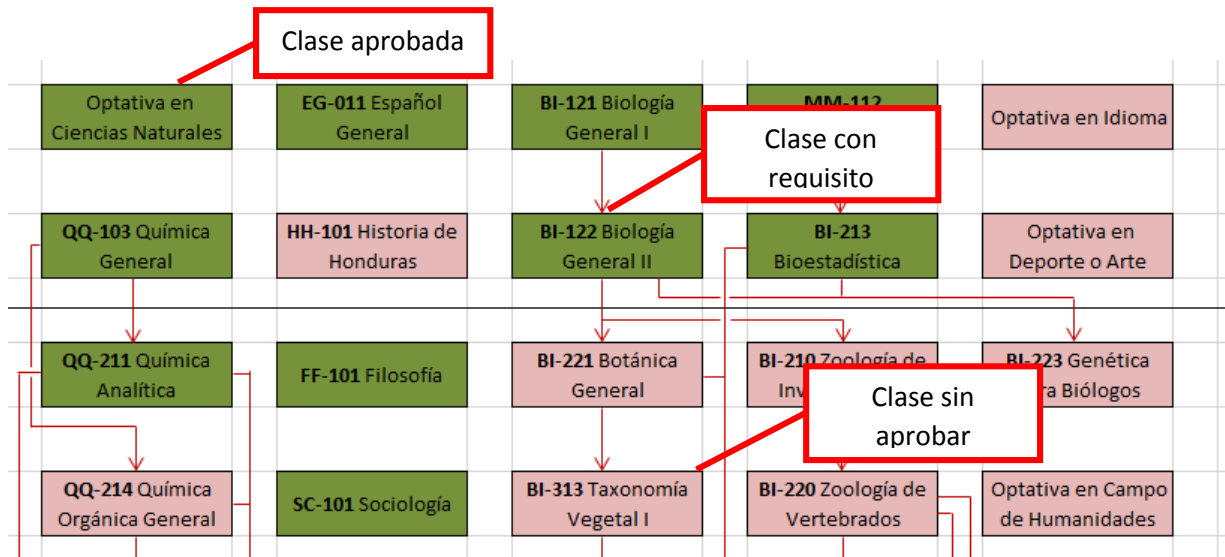 Clase aprobada
Optativa en
Ciencias Naturales
EG-011 Español
General
BI-121 Biología
General I
MM-112
Optativa en Idioma
Clase con
requisito
QQ-103 Química
General
HH-101 Historia de
Honduras
BI-122 Biología
General II
BI-213
Bioestadística
Optativa en
Deporte o Arte
QQ-211 Química
Analítica
FF-101 Filosofía
BI-221 Botánica
General
BI-210 Zoología de
BI-223 Genética
Biólogos
Clase sin
aprobar
QQ-214 Química
Orgánica General
SC-101 Sociología
BI-313 Taxonomía
Vegetal I
BI-220 Zoología de
Vertebrados
Optativa en Campo
de Humanidades